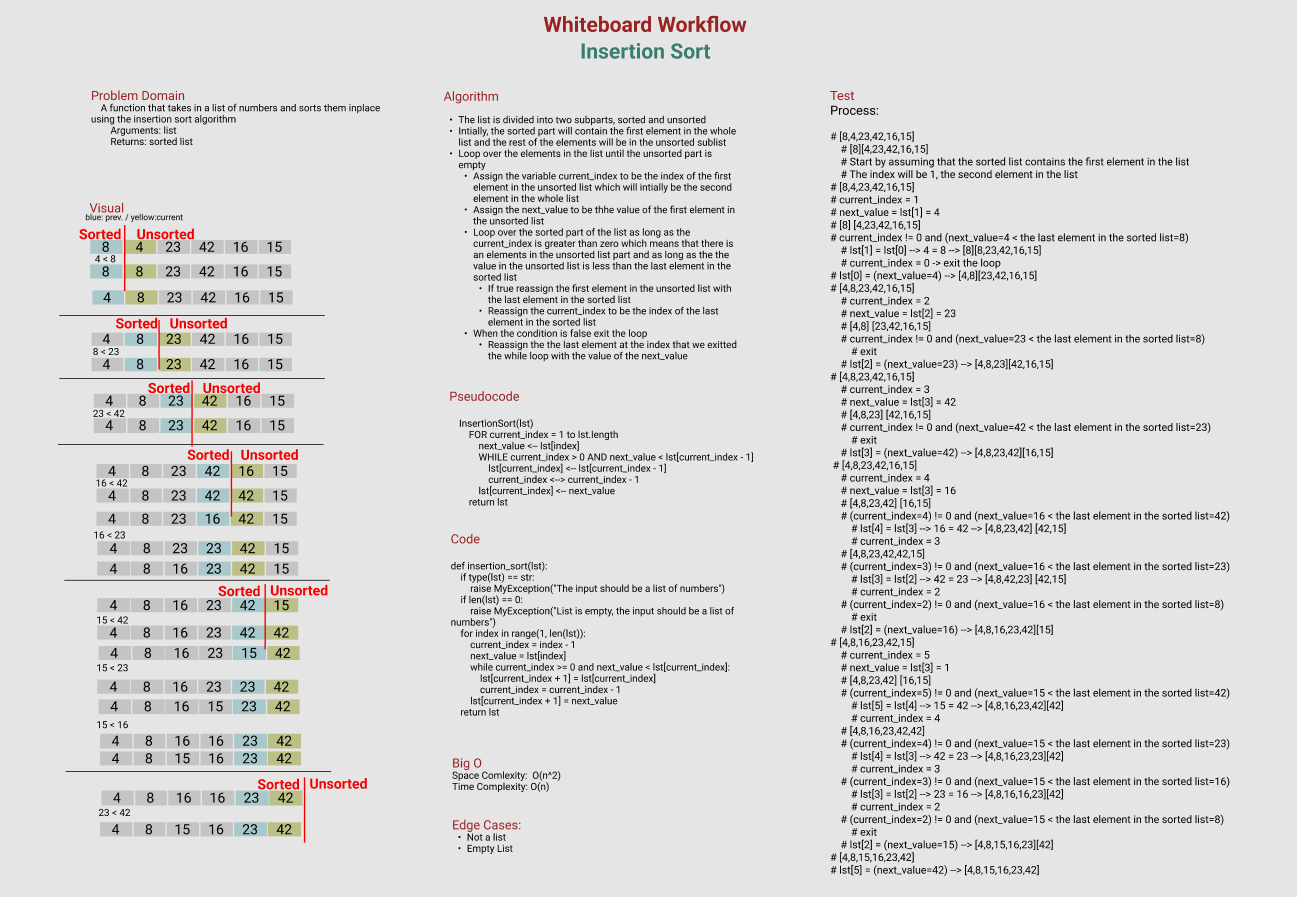 Whiteboard Workflow
Insertion Sort
Problem Domain
A function that takes in a list of numbers and sorts them inplace
using the insertion sort algorithm
Arguments: list
Returns: sorted list
Visual
blue: prev. / yellow:current
Sorted Unsorted
8 4 23 42 16 15
4 < 8
8 8 23 42 16 15
4 8 23 42 16 15
Sorted Unsorted
4 8 23 42 16 15
8 < 23
4 8 23 42 16 15
Sorted Unsorted
4 8 23 42 16 15
23 < 42
4 8 23 42 16 15
Sorted Unsorted
4 8 23 42 16 15
16 < 42
4 8 23 42 42 15
4 8 23 16 42 15
16 < 23
4 8 23 23 42 15
4 8 16 23 42 15
Sorted Unsorted
4 8 16 23 42 15
15 < 42
4 8 16 23 42 42
4 8 16 23 15 42
15 < 23
4 8 16 23 23 42
4 8 16 15 23 42
15 < 16
4 8 16 16 23 42
4 8 15 16 23 42
Sorted Unsorted
4 8 16 16 23 42
23 < 42
4 8 15 16 23 42
Algorithm
• The list is divided into two subparts, sorted and unsorted
• Intially, the sorted part will contain the first element in the whole
list and the rest of the elements will be in the unsorted sublist
• Loop over the elements in the list until the unsorted part is
empty
• Assign the variable current_index to be the index of the first
element in the unsorted list which will intially be the second
element in the whole list
• Assign the next_value to be thhe value of the first element in
the unsorted list
• Loop over the sorted part of the list as long as the
current_index is greater than zero which means that there is
an elements in the unsorted list part and as long as the the
value in the unsorted list is less than the last element in the
sorted list
• If true reassign the first element in the unsorted list with
the last element in the sorted list
• Reassign the current_index to be the index of the last
element in the sorted list
• When the condition is false exit the loop
• Reassign the the last element at the index that we exitted
the while loop with the value of the next_value
Pseudocode
InsertionSort(lst)
FOR current_index = 1 to lst.length
next_value <-- lst[index]
WHILE current_index > 0 AND next_value < lst[current_index - 1]
lst[current_index] <-- lst[current_index - 1]
current_index <--> current_index - 1
lst[current_index] <-- next_value
return lst
Code
def insertion_sort(lst):
if type(lst) == str:
raise MyException("The input should be a list of numbers")
if len(lst) == 0:
raise MyException("List is empty, the input should be a list of
numbers")
for index in range(1, len(lst)):
current_index = index - 1
next_value = lst[index]
while current_index >= 0 and next_value < lst[current_index]:
lst[current_index + 1] = lst[current_index]
current_index = current_index - 1
lst[current_index + 1] = next_value
return lst
Big O
Space Comlexity: O(n^2)
Time Complexity: O(n)
Edge Cases:
• Not a list
• Empty List
Test
Process:
# [8,4,23,42,16,15]
# [8][4,23,42,16,15]
# Start by assuming that the sorted list contains the first element in the list
# The index will be 1, the second element in the list
# [8,4,23,42,16,15]
# current_index = 1
# next_value = lst[1] = 4
# [8] [4,23,42,16,15]
# current_index != 0 and (next_value=4 < the last element in the sorted list=8)
# lst[1] = lst[0] --> 4 = 8 --> [8][8,23,42,16,15]
# current_index = 0 -> exit the loop
# lst[0] = (next_value=4) --> [4,8][23,42,16,15]
# [4,8,23,42,16,15]
# current_index = 2
# next_value = lst[2] = 23
# [4,8] [23,42,16,15]
# current_index != 0 and (next_value=23 < the last element in the sorted list=8)
# exit
# lst[2] = (next_value=23) --> [4,8,23][42,16,15]
# [4,8,23,42,16,15]
# current_index = 3
# next_value = lst[3] = 42
# [4,8,23] [42,16,15]
# current_index != 0 and (next_value=42 < the last element in the sorted list=23)
# exit
# lst[3] = (next_value=42) --> [4,8,23,42][16,15]
# [4,8,23,42,16,15]
# current_index = 4
# next_value = lst[3] = 16
# [4,8,23,42] [16,15]
# (current_index=4) != 0 and (next_value=16 < the last element in the sorted list=42)
# lst[4] = lst[3] --> 16 = 42 --> [4,8,23,42] [42,15]
# current_index = 3
# [4,8,23,42,42,15]
# (current_index=3) != 0 and (next_value=16 < the last element in the sorted list=23)
# lst[3] = lst[2] --> 42 = 23 --> [4,8,42,23] [42,15]
# current_index = 2
# (current_index=2) != 0 and (next_value=16 < the last element in the sorted list=8)
# exit
# lst[2] = (next_value=16) --> [4,8,16,23,42][15]
# [4,8,16,23,42,15]
# current_index = 5
# next_value = lst[3] = 1
# [4,8,23,42] [16,15]
# (current_index=5) != 0 and (next_value=15 < the last element in the sorted list=42)
# lst[5] = lst[4] --> 15 = 42 --> [4,8,16,23,42][42]
# current_index = 4
# [4,8,16,23,42,42]
# (current_index=4) != 0 and (next_value=15 < the last element in the sorted list=23)
# lst[4] = lst[3] --> 42 = 23 --> [4,8,16,23,23][42]
# current_index = 3
# (current_index=3) != 0 and (next_value=15 < the last element in the sorted list=16)
# lst[3] = lst[2] --> 23 = 16 --> [4,8,16,16,23][42]
# current_index = 2
# (current_index=2) != 0 and (next_value=15 < the last element in the sorted list=8)
# exit
# lst[2] = (next_value=15) --> [4,8,15,16,23][42]
# [4,8,15,16,23,42]
# lst[5] = (next_value=42) --> [4,8,15,16,23,42]